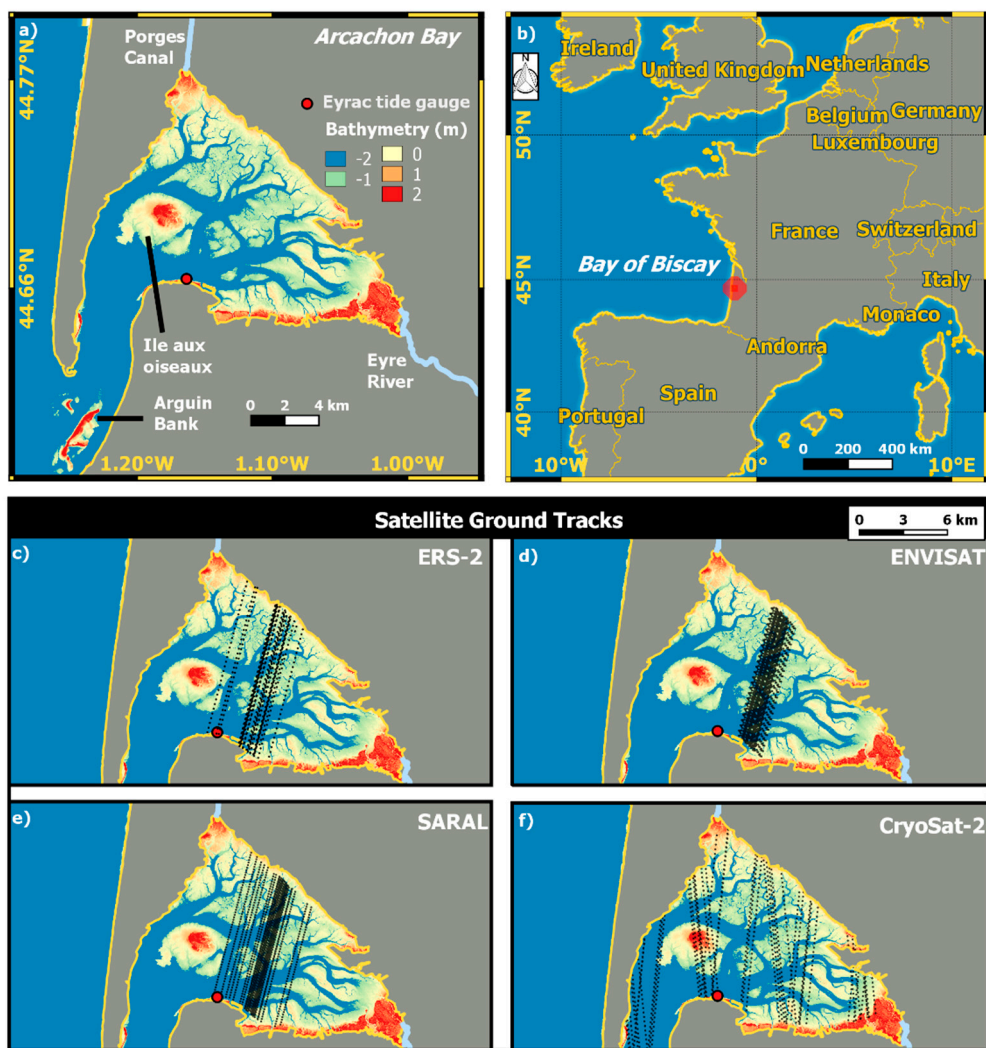 a)
Porges
Canal
Arcachon Bay
44.77°N
Eyrac tide gauge
Bathymetry (m)
-2
0
-1
1
2
44.66°N
Ile aux
oiseaux
Eyre
River
Arguin
Bank
0 2 4 km
1.20°W 1.10°W 1.00°W
b)
N
Ireland
United Kingdom
Netherlands
Belgium
Germany
Luxembourg
50°N
France
Switzerland
Bay of Biscay
45°N
Italy
Monaco
Andorra
Spain
Portugal
40°N
0 200 400 km
10°W 0° 10°E
Satellite Ground Tracks
0 3 6 km
c)
ERS-2
d)
ENVISAT
e)
SARAL
f)
CryoSat-2